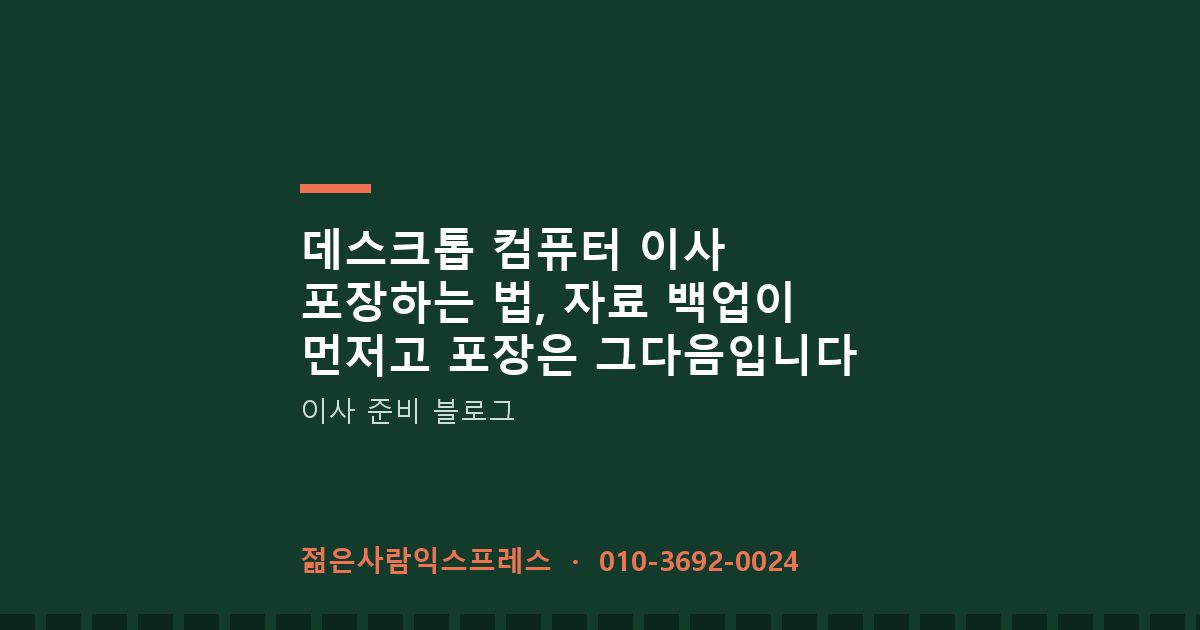 데스크톱 컴퓨터 이사
포장하는 법, 자료 백업이
먼저고 포장은 그다음입니다
이사 준비 블로그
젊은사람익스프레스 · 010-3692-0024